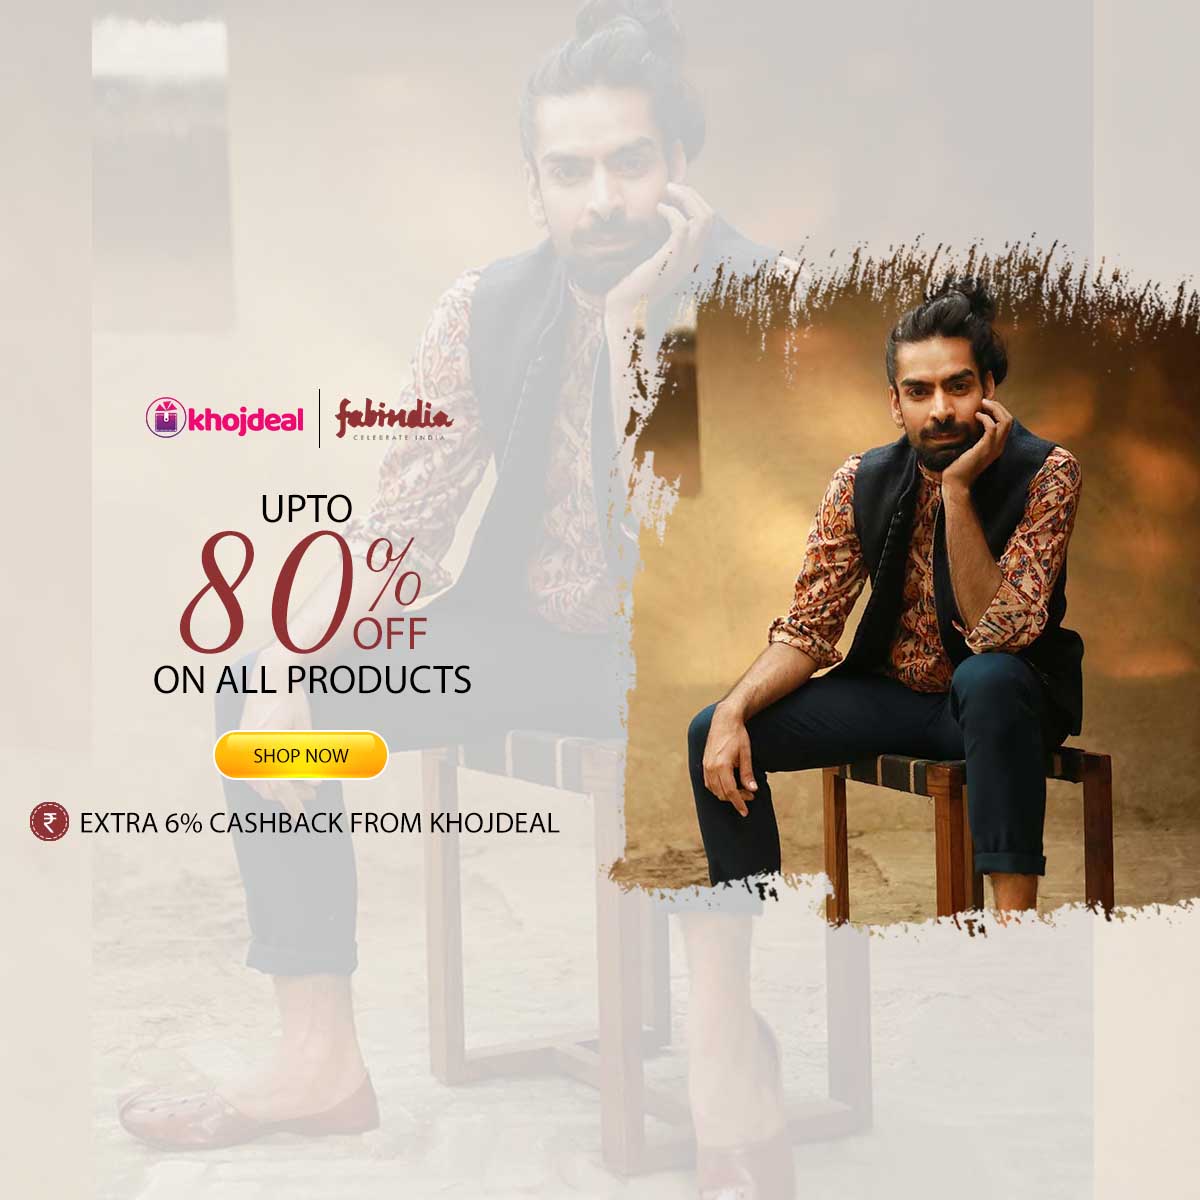 khojdeal
fabindia
CELEBRATE INDIA
UPTO
80%
OFF
ON ALL PRODUCTS
SHOP NOW
₹ EXTRA 6% CASHBACK FROM KHOJDEAL